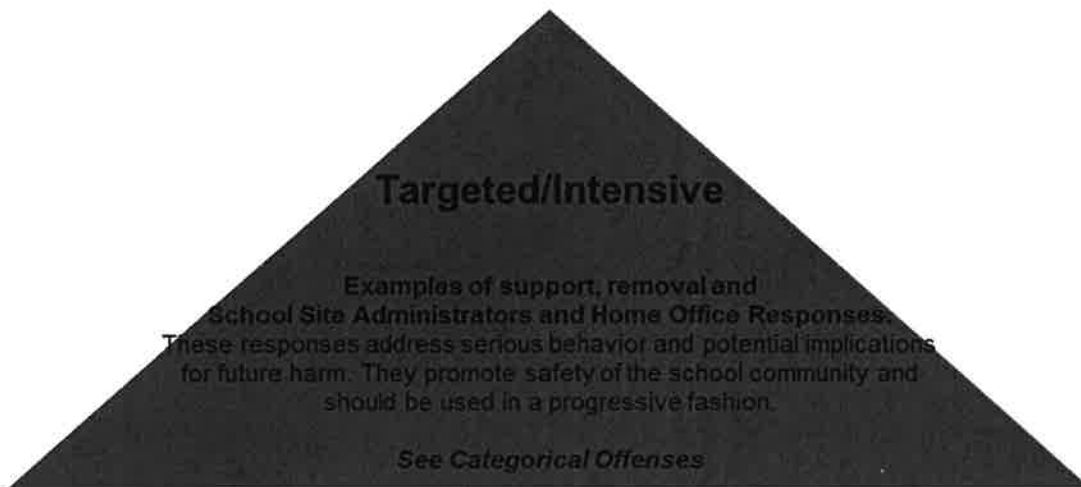 Targeted/Intensive
Examples of support, removal and
School Site Administrators and Home Office Responses.
These responses address serious behavior and potential implications
for future harm. They promote safety of the school community and
should be used in a progressive fashion.
See Categorical Offenses